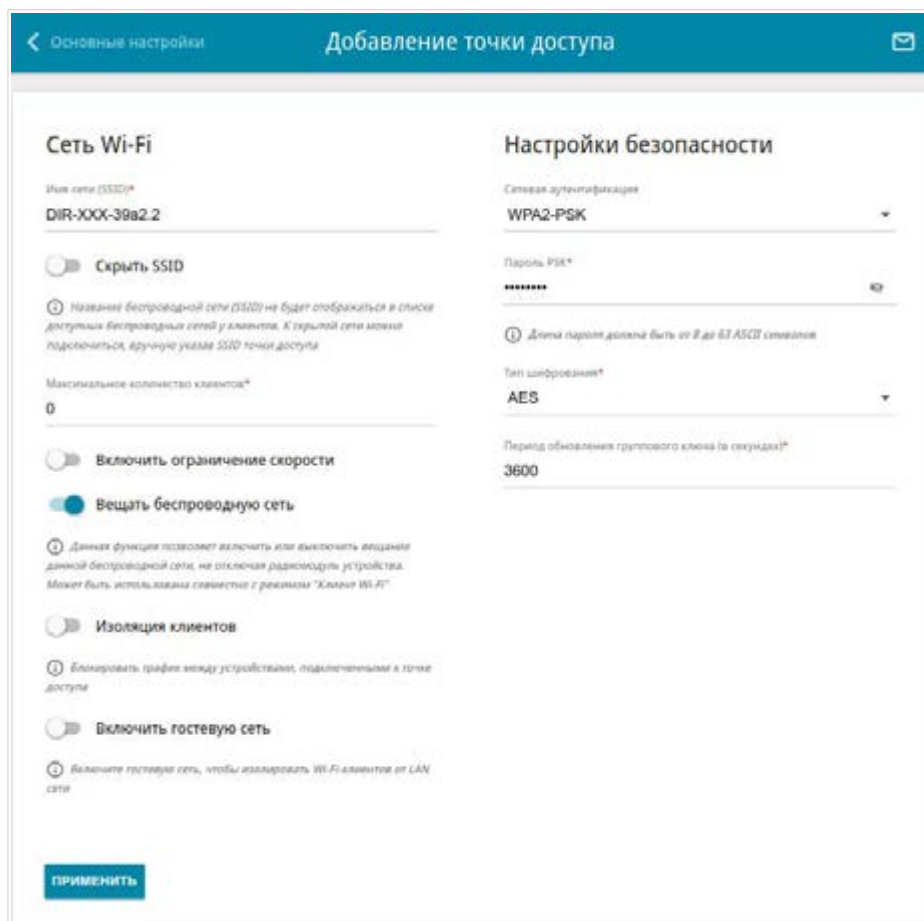 Основные настройки
Добавление точки доступа
Сеть Wi-Fi
Имя сети (SSID)*
DIR-XXX-39a2.2
Скрыть SSID
Название беспроводной сети (SSID) не будет отображаться в списке
доступных беспроводных сетей у клиентов. К скрытой сети можно
подключиться, вручную указав SSID точки доступа
Максимальное количество клиентов*
0
Включить ограничение скорости
Вещать беспроводную сеть
Данная функция позволяет включить или выключить вещание
данной беспроводной сети, не отключая радиомодуль устройства.
Может быть использована совместно с режимом "Клиент Wi-Fi"
Изоляция клиентов
Блокировать трафик между устройствами, подключенными к точке
доступа
Включить гостевую сеть
Включите гостевую сеть, чтобы изолировать Wi-Fi-клиентов от LAN
сети
ПРИМЕНИТЬ
Настройки безопасности
Сетевая аутентификация
WPA2-PSK
Пароль PSK*
••••••••
Длина пароля должна быть от 8 до 63 ASCII символов
Тип шифрования*
AES
Период обновления группового ключа (в секундах)*
3600